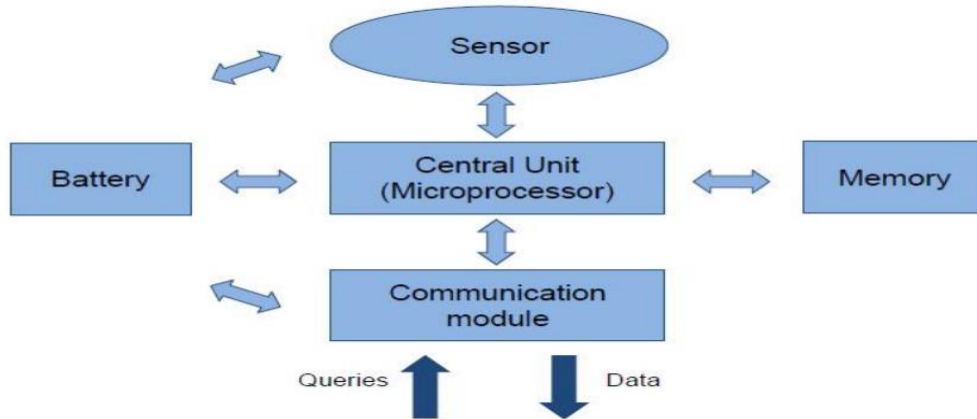 Sensor
Battery
Central Unit
(Microprocessor)
Memory
Communication
module
Queries
Data